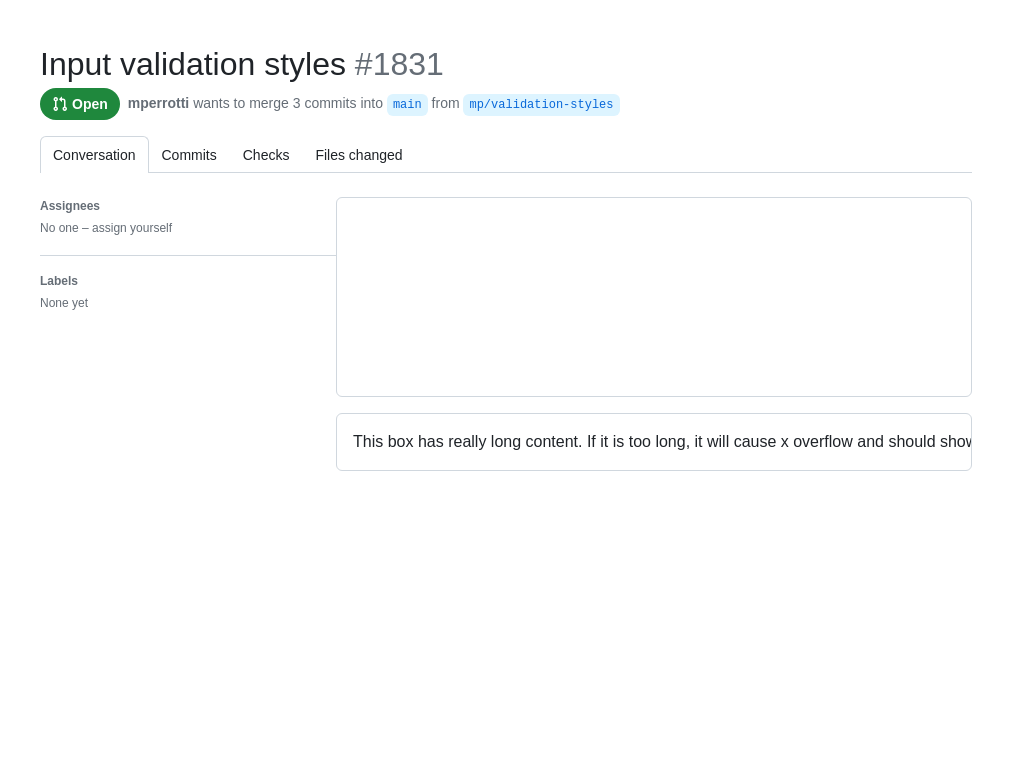 Input validation styles #1831
Open mperrotti wants to merge 3 commits into main from mp/validation-styles
Conversation Commits Checks Files changed
Assignees
No one – assign yourself
Labels
None yet
This box has really long content. If it is too long, it will cause x overflow and should show